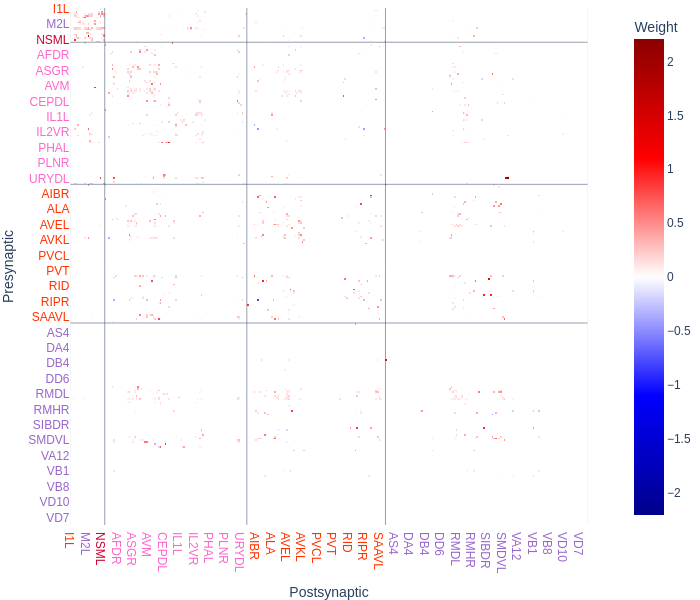 Weight
I1L
M2L
NSML
AFDR
ASGR
AVM
CEPDL
IL1L
IL2VR
PHAL
PLNR
URYDL
AIBR
ALA
AVEL
AVKL
PVCL
PVT
RID
RIPR
SAAVL
AS4
DA4
DB4
DD6
RMDL
RMHR
SIBDR
SMDVL
VA12
VB1
VB8
VD10
VD7
Presynaptic
I1L M2L NSML AFDR ASGR AVM CEPDL IL1L IL2VR PHAL PLNR URYDL AIBR ALA AVEL AVKL PVCL PVT RID RIPR SAAVL AS4 DA4 DB4 DD6 RMDL RMHR SIBDR SMDVL VA12 VB1 VB8 VD10 VD7
Postsynaptic
2
1.5
1
0.5
0
−0.5
−1
−1.5
−2